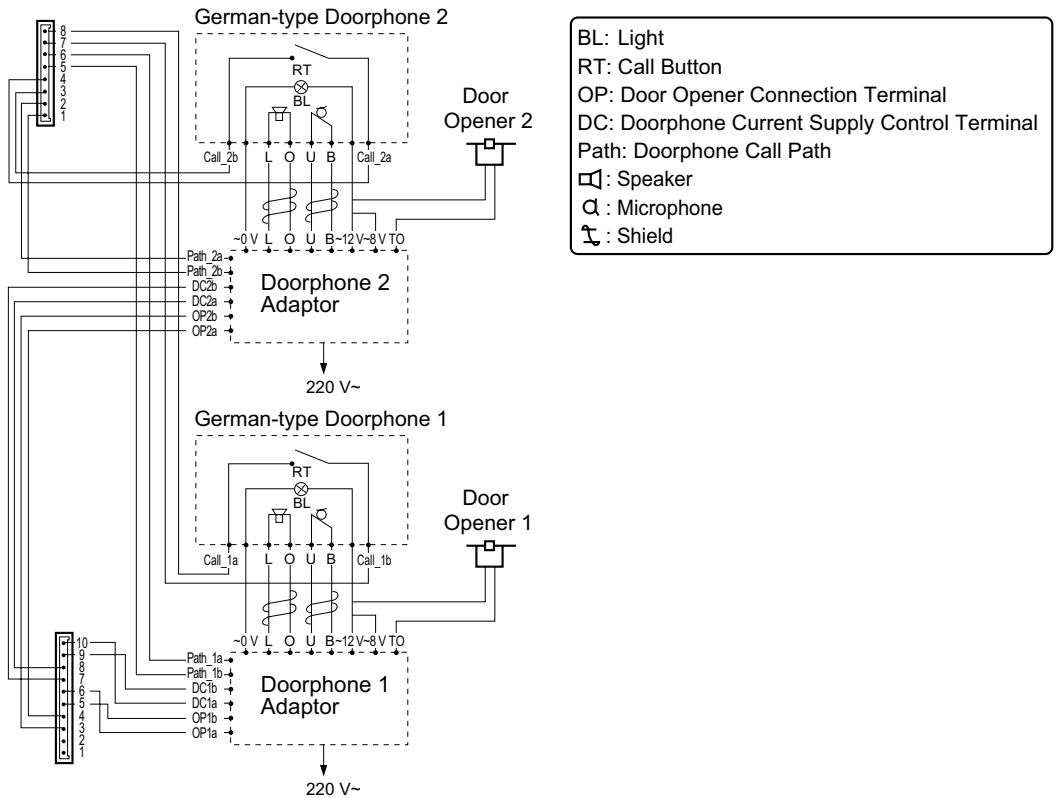 German-type Doorphone 2
8
7
6
5
4
3
2
1
RT
BL
Door
Opener 2
Call_2b L O U B Call_2a
~0 V L O U B ~12 V ~8 V TO
Path_2a
Path_2b
DC2b
DC2a
OP2b
OP2a
Doorphone 2
Adaptor
220 V~
German-type Doorphone 1
RT
BL
Door
Opener 1
Call_1a L O U B Call_1b
~0 V L O U B ~12 V ~8 V TO
10
9
8
7
6
5
4
3
2
1
Path_1a
Path_1b
DC1b
DC1a
OP1b
OP1a
Doorphone 1
Adaptor
220 V~
BL: Light
RT: Call Button
OP: Door Opener Connection Terminal
DC: Doorphone Current Supply Control Terminal
Path: Doorphone Call Path
: Speaker
: Microphone
: Shield